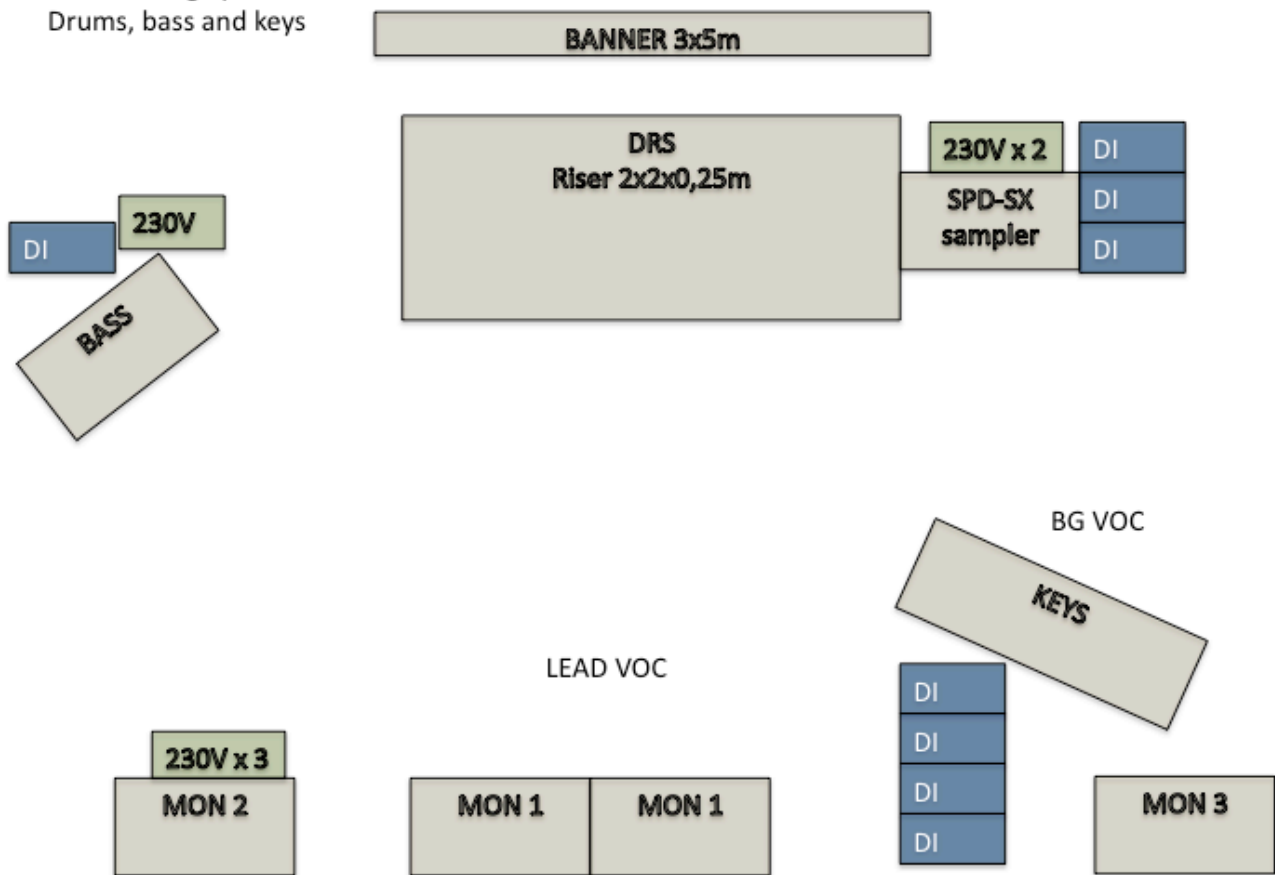 Drums, bass and keys
BANNER 3x5m
DRS
Riser 2x2x0,25m
230V x 2
DI
SPD-SX
sampler
DI
DI
230V
DI
BASS
BG VOC
KEYS
LEAD VOC
DI
DI
DI
DI
230V x 3
MON 2
MON 1
MON 1
MON 3